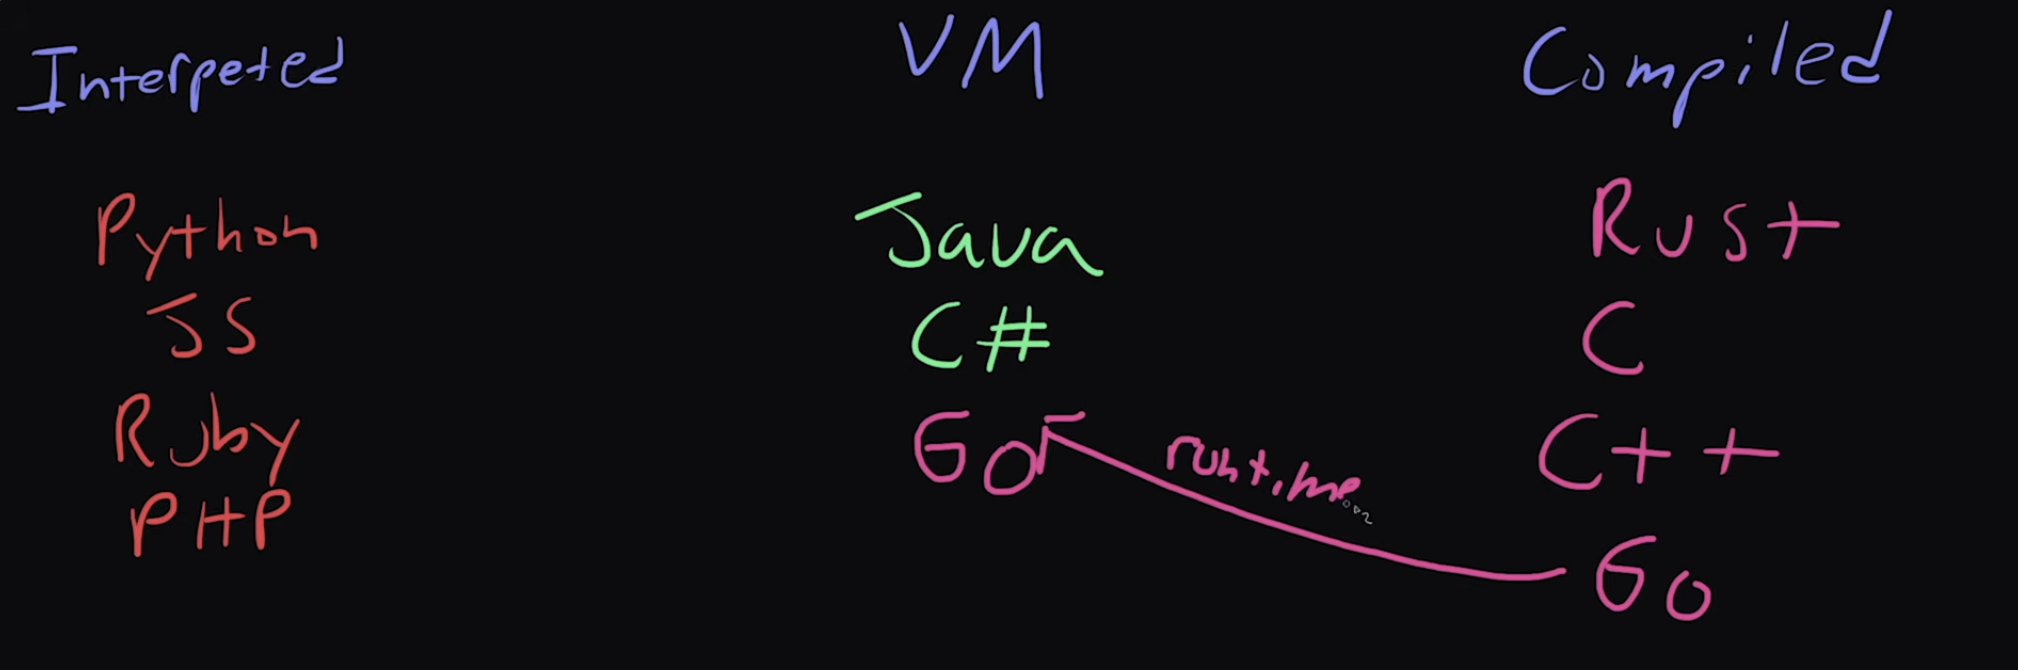 Interpeted
VM
Compiled
Python
JS
Ruby
PHP
Java
C#
Go
runtime
Rust
C
C++
Go